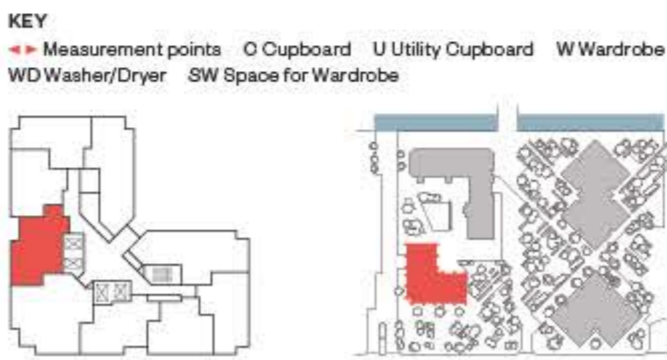 KEY
◄► Measurement points C Cupboard U Utility Cupboard W Wardrobe
WD Washer/Dryer SW Space for Wardrobe